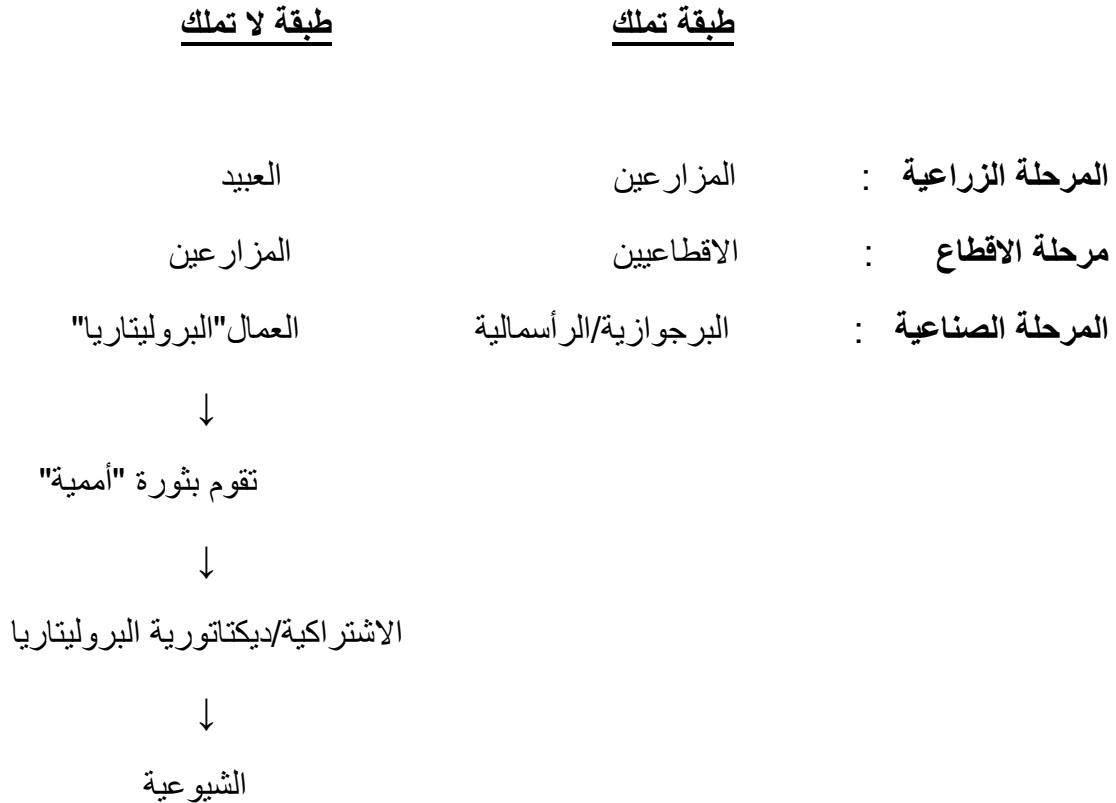 طبقة تملك طبقة لا تملك
المرحلة الزراعية : المزارعين العبيد
مرحلة الاقطاع : الاقطاعيين المزارعين
المرحلة الصناعية : البرجوازية/الرأسمالية العمال"البروليتاريا"
↓
تقوم بثورة "أممية"
↓
الاشتراكية/ديكتاتورية البروليتاريا
↓
الشيوعية